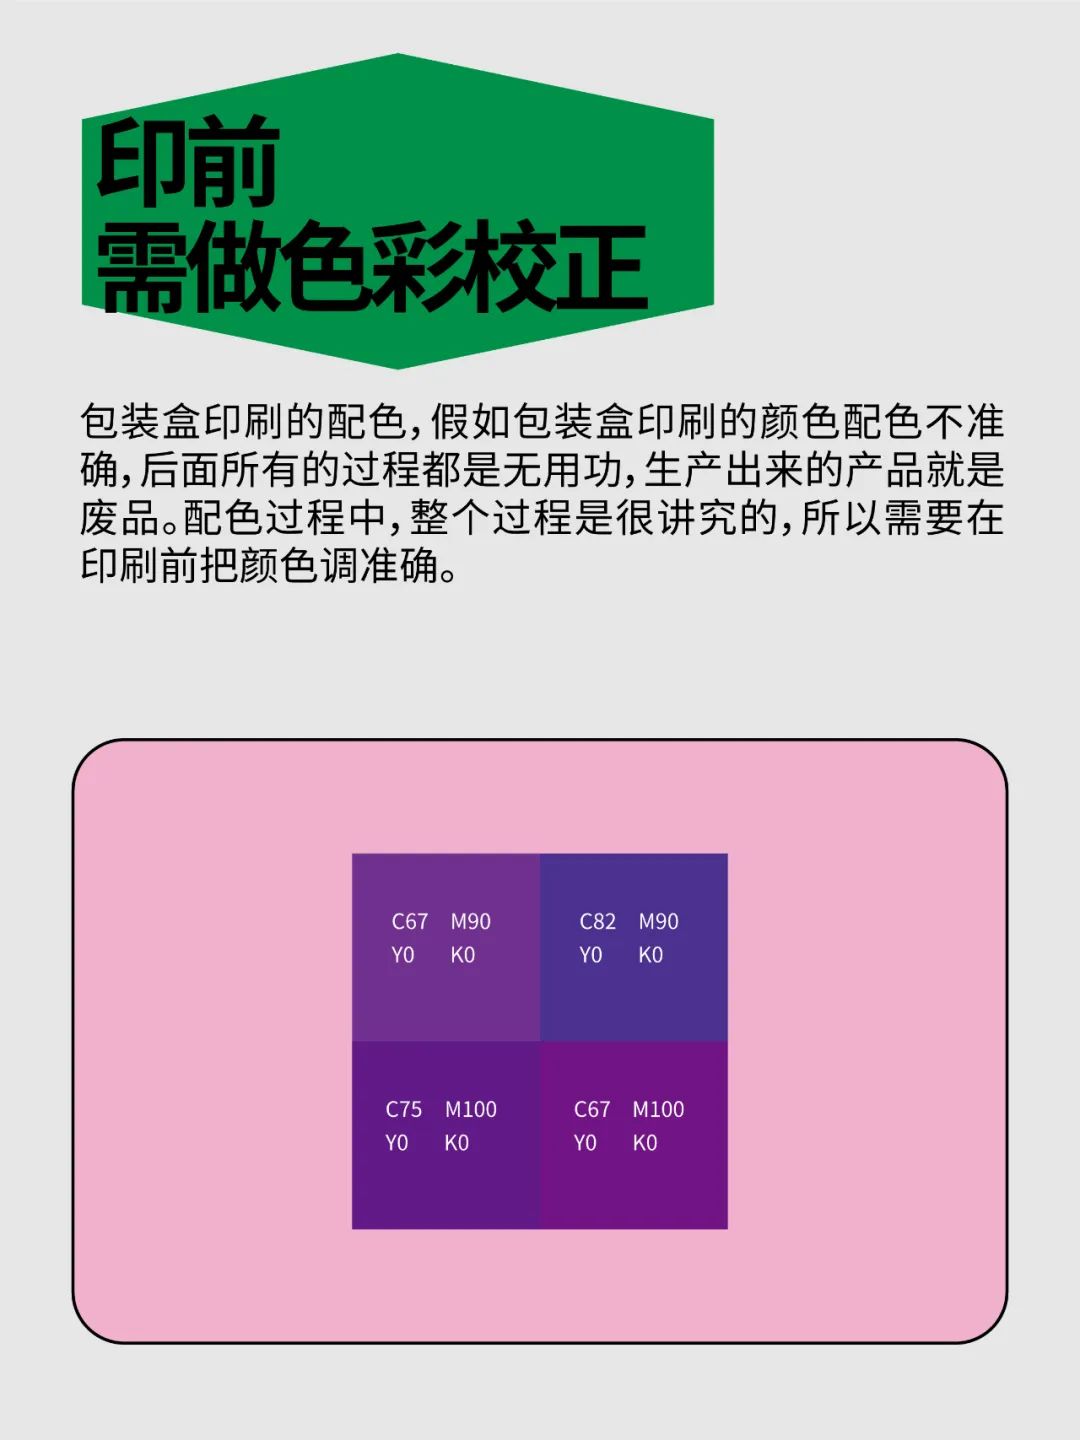 印前
需做色彩校正
包装盒印刷的配色，假如包装盒印刷的颜色配色不准
确，后面所有的过程都是无用功，生产出来的产品就是
废品。配色过程中，整个过程是很讲究的，所以需要在
印刷前把颜色调准确。
C67 M90
Y0 K0
C82 M90
Y0 K0
C75 M100
Y0 K0
C67 M100
Y0 K0